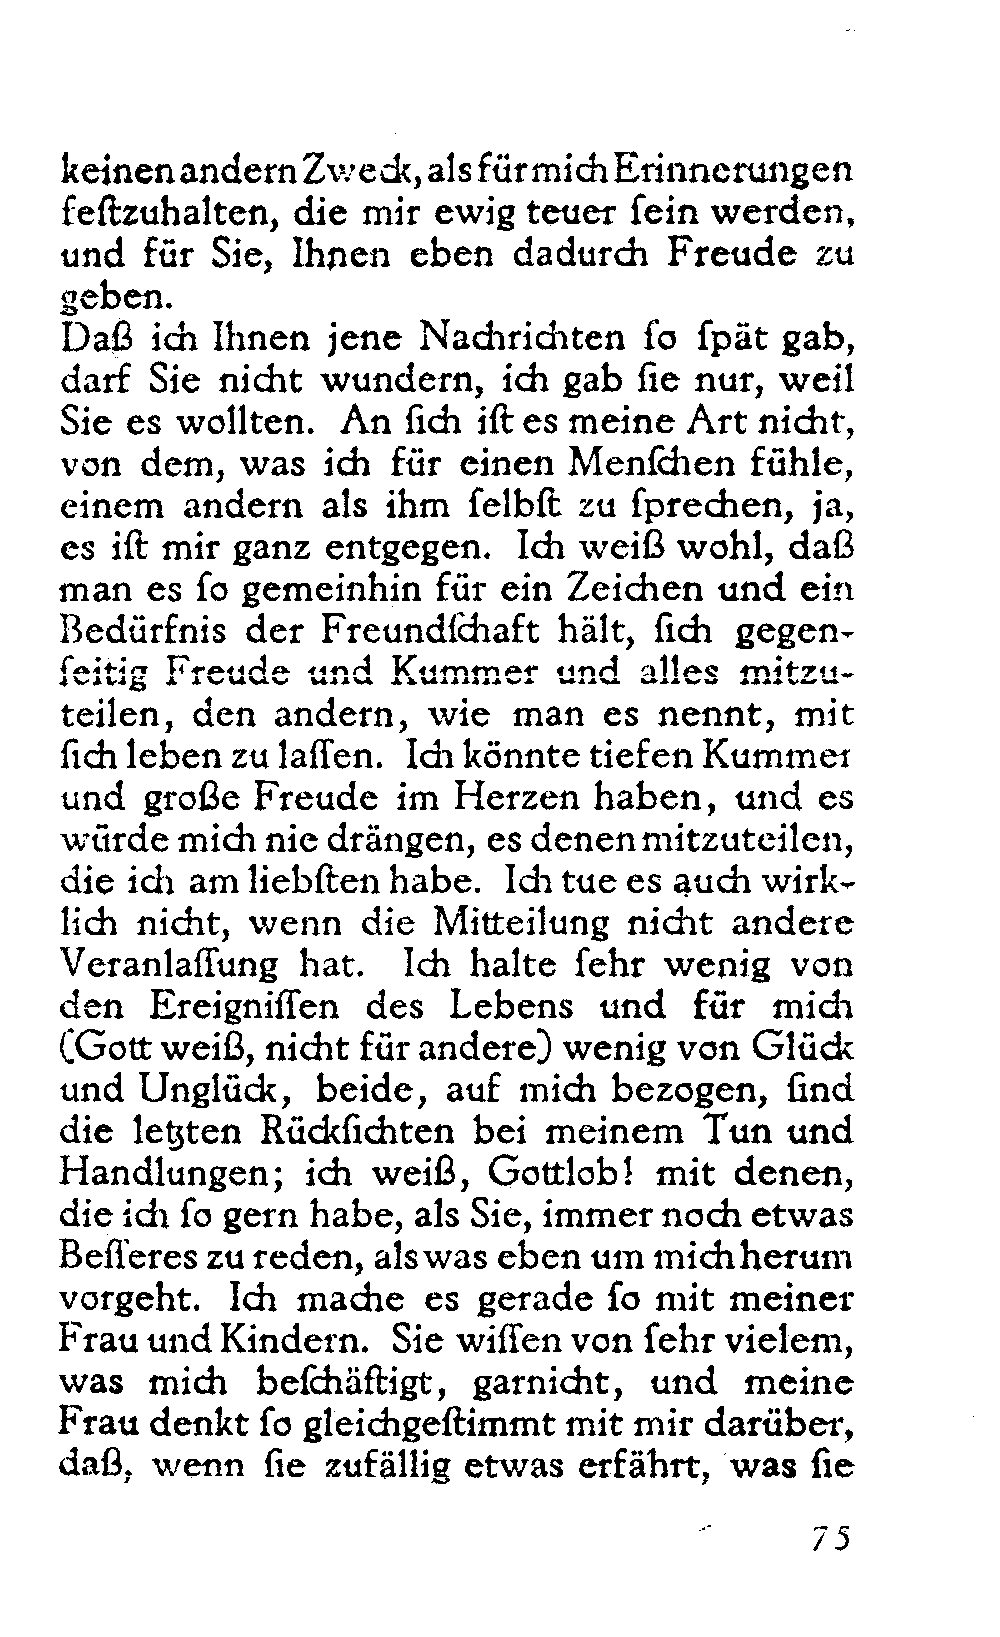 keinen andern Zweck, als für mich Erinnerungen
feſtzuhalten, die mir ewig teuer ſein werden,
und für Sie, Ihnen eben dadurch Freude zu
geben.
Daß ich Ihnen jene Nachrichten ſo ſpät gab,
darf Sie nicht wundern, ich gab ſie nur, weil
Sie es wollten. An ſich iſt es meine Art nicht,
von dem, was ich für einen Menſchen fühle,
einem andern als ihm ſelbſt zu ſprechen, ja,
es iſt mir ganz entgegen. Ich weiß wohl, daß
man es ſo gemeinhin für ein Zeichen und ein
Bedürfnis der Freundſchaft hält, ſich gegen-
ſeitig Freude und Kummer und alles mitzu-
teilen, den andern, wie man es nennt, mit
ſich leben zu laſſen. Ich könnte tiefen Kummer
und große Freude im Herzen haben, und es
würde mich nie drängen, es denen mitzuteilen,
die ich am liebſten habe. Ich tue es auch wirk-
lich nicht, wenn die Mitteilung nicht andere
Veranlaſſung hat. Ich halte ſehr wenig von
den Ereigniſſen des Lebens und für mich
(Gott weiß, nicht für andere) wenig von Glück
und Unglück, beide, auf mich bezogen, ſind
die letzten Rückſichten bei meinem Tun und
Handlungen; ich weiß, Gottlob! mit denen,
die ich ſo gern habe, als Sie, immer noch etwas
Beſſeres zu reden, als was eben um mich herum
vorgeht. Ich mache es gerade ſo mit meiner
Frau und Kindern. Sie wiſſen von ſehr vielem,
was mich beſchäftigt, garnicht, und meine
Frau denkt ſo gleichgeſtimmt mit mir darüber,
daß, wenn ſie zufällig etwas erfährt, was ſie
75